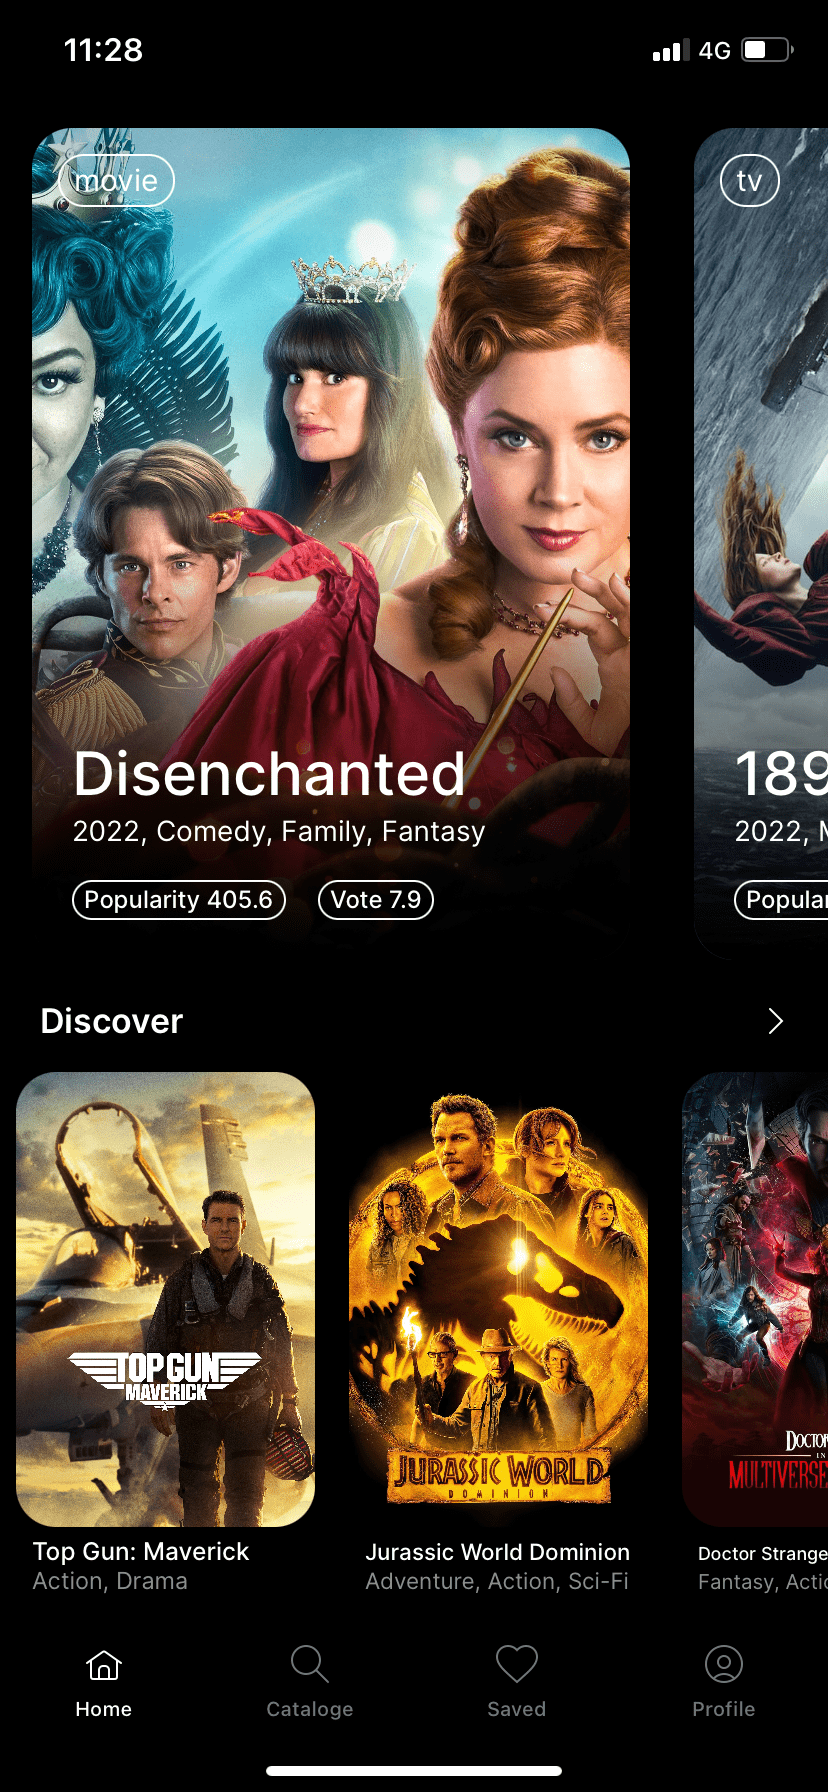 11:28
4G
movie
tv
Disenchanted
2022, Comedy, Family, Fantasy
Popularity 405.6
Vote 7.9
189
2022,
Popular
Discover
TOP GUN
MAVERICK
JURASSIC WORLD
DOMINION
DOCTOR
IN
MULTIVERSE
Top Gun: Maverick
Action, Drama
Jurassic World Dominion
Adventure, Action, Sci-Fi
Doctor Strange
Fantasy, Actio
Home
Cataloge
Saved
Profile